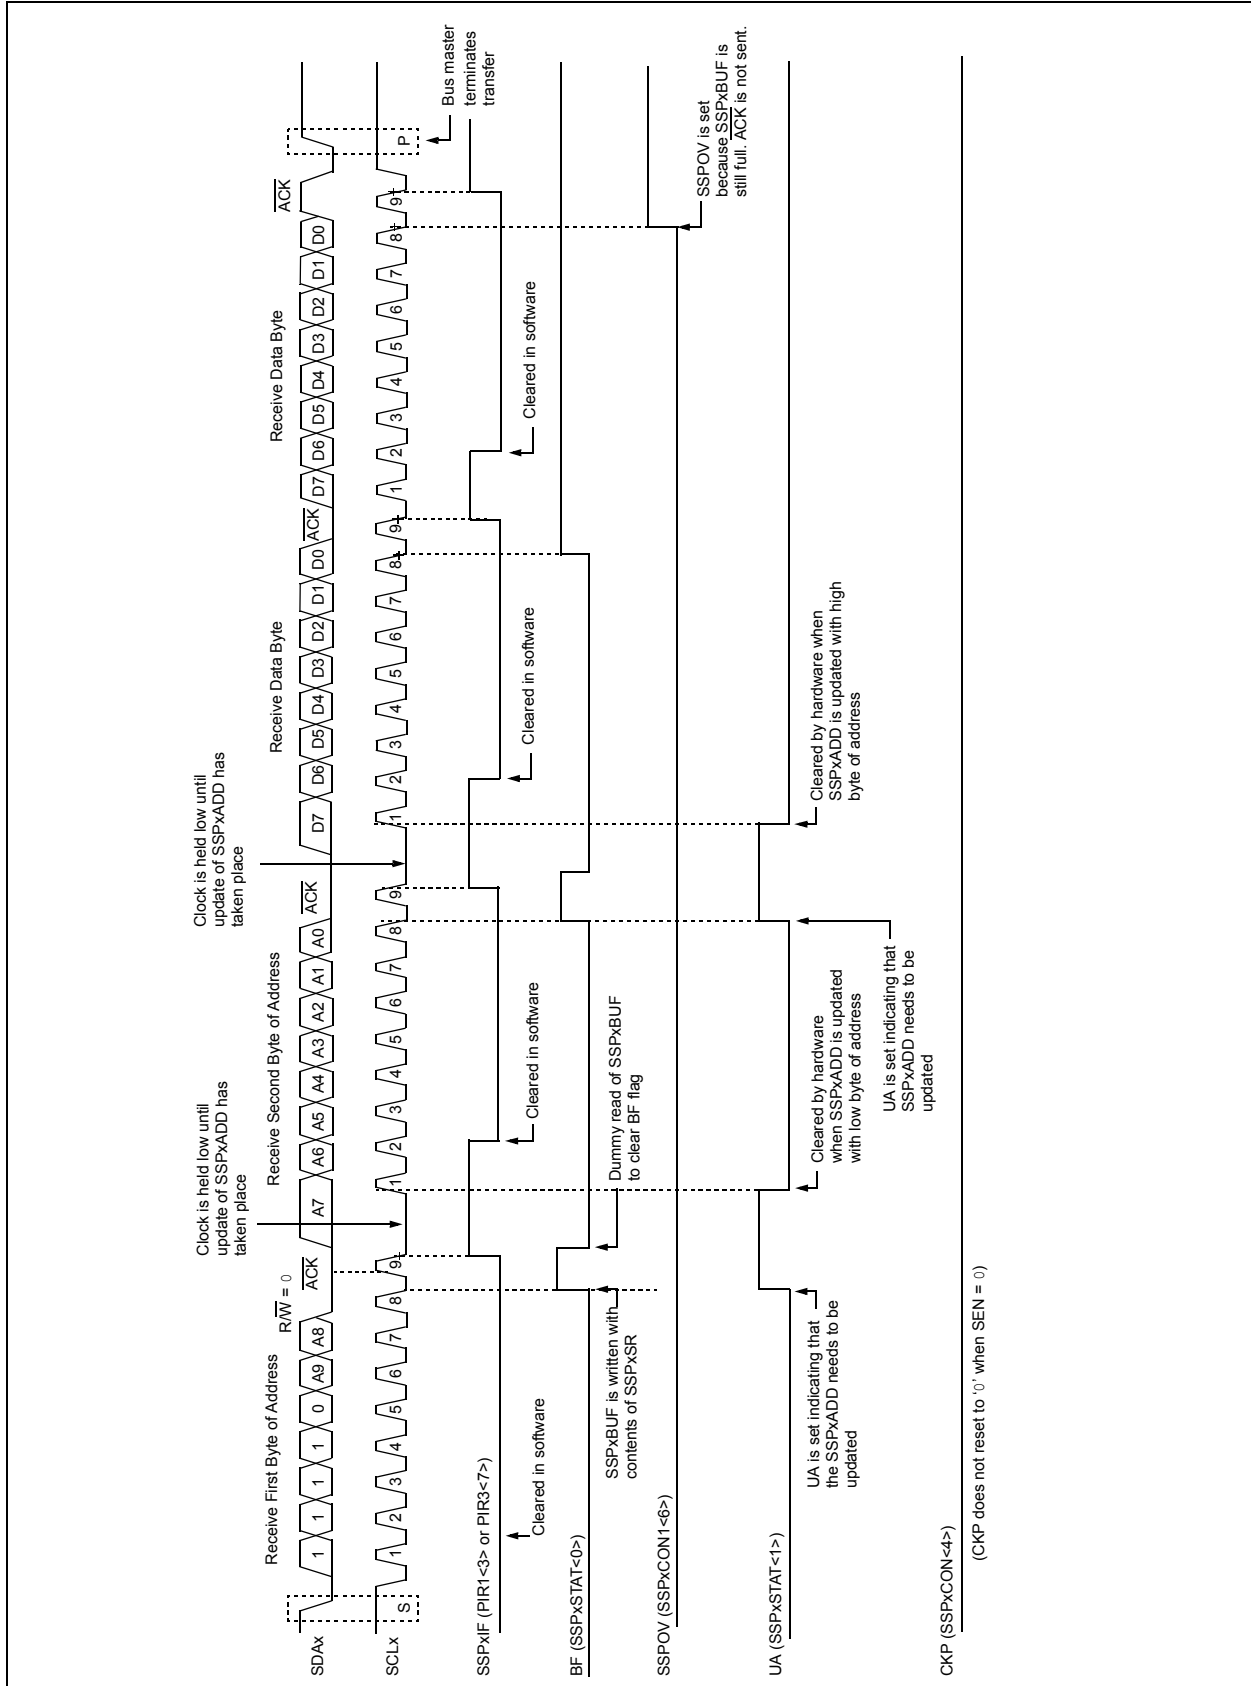 Receive First Byte of Address
R/W = 0
ACK
Clock is held low until
update of SSPxADD has
taken place
Receive Second Byte of Address
ACK
Clock is held low until
update of SSPxADD has
taken place
Receive Data Byte
ACK
Receive Data Byte
ACK
SDAx
1 1 1 1 0 A9 A8 A7 A6 A5 A4 A3 A2 A1 A0 D7 D6 D5 D4 D3 D2 D1 D0 D7 D6 D5 D4 D3 D2 D1 D0
SCLx
S 1 2 3 4 5 6 7 8 9 1 2 3 4 5 6 7 8 9 1 2 3 4 5 6 7 8 9 1 2 3 4 5 6 7 8 9 P
Bus master
terminates
transfer
SSPxIF (PIR1<3> or PIR3<7>)
Cleared in software
Cleared in software
Cleared in software
Cleared in software
BF (SSPxSTAT<0>)
SSPxBUF is written with
contents of SSPxSR
Dummy read of SSPxBUF
to clear BF flag
SSPOV (SSPxCON1<6>)
SSPOV is set
because SSPxBUF is
still full. ACK is not sent.
UA (SSPxSTAT<1>)
UA is set indicating that
the SSPxADD needs to be
updated
Cleared by hardware
when SSPxADD is updated
with low byte of address
UA is set indicating that
SSPxADD needs to be
updated
Cleared by hardware when
SSPxADD is updated with high
byte of address
CKP (SSPxCON<4>)
(CKP does not reset to ‘0’ when SEN = 0)